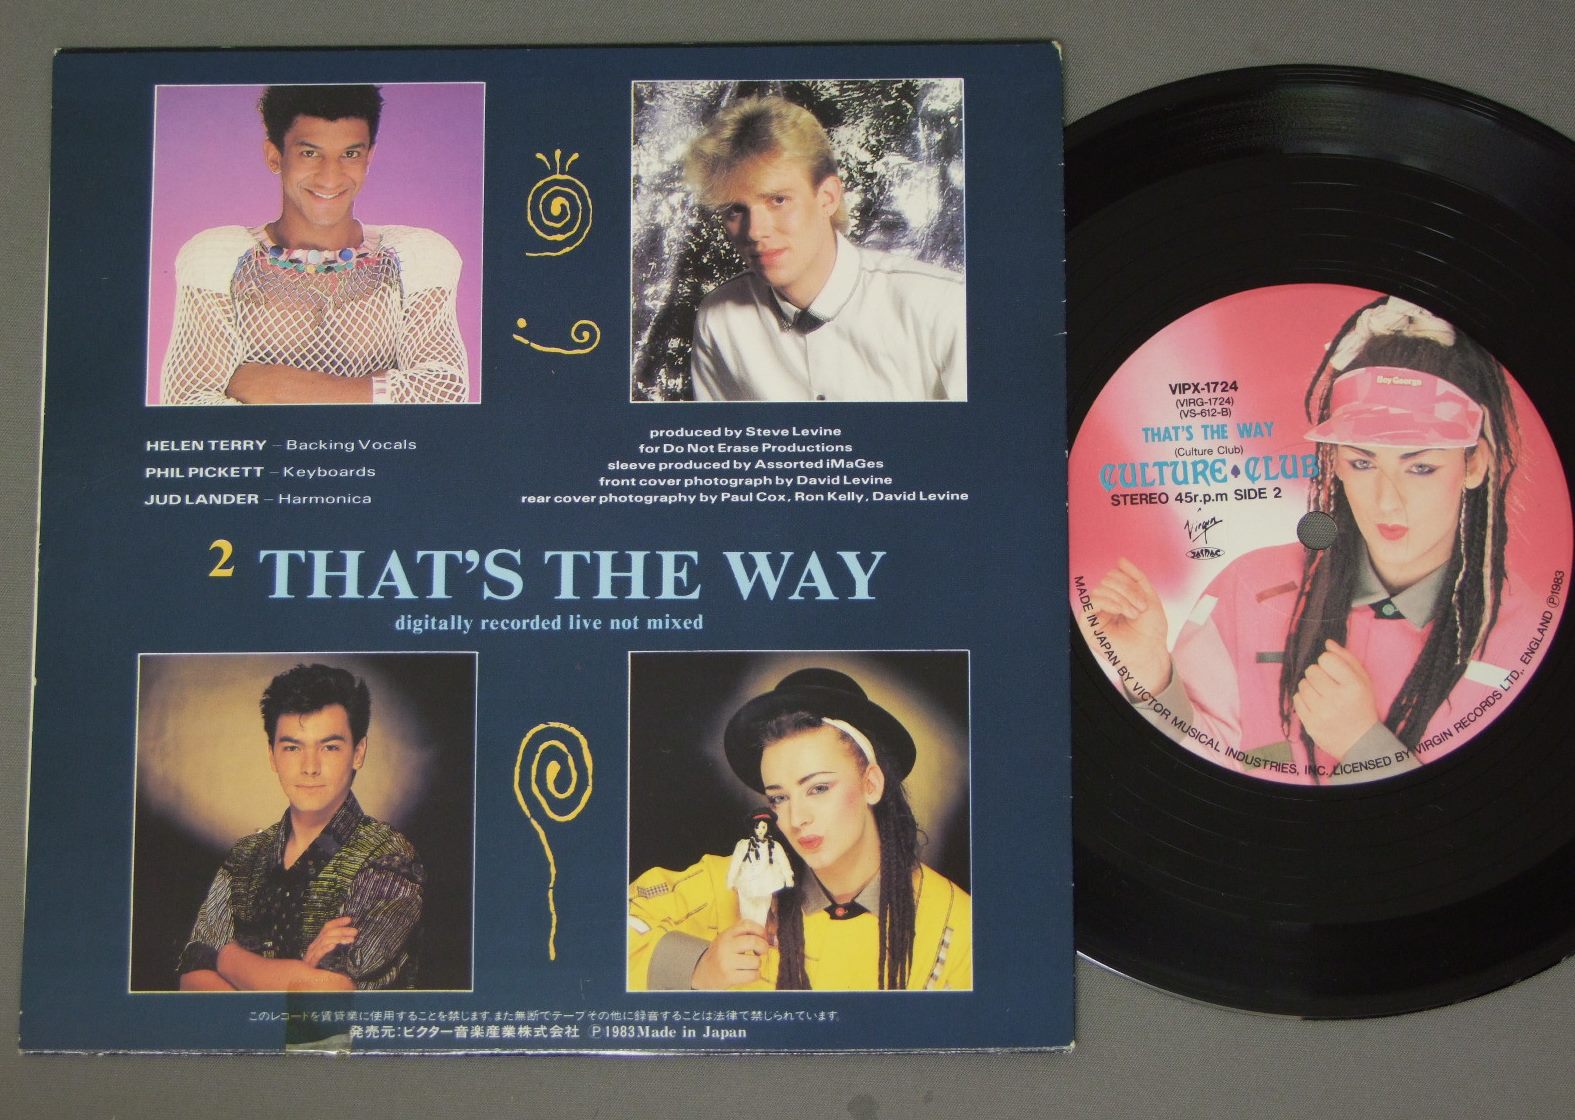 HELEN TERRY – Backing Vocals
PHIL PICKETT – Keyboards
JUD LANDER – Harmonica
produced by Steve Levine
for Do Not Erase Productions
sleeve produced by Assorted iMaGes
front cover photograph by David Levine
rear cover photography by Paul Cox, Ron Kelly, David Levine
2 THAT'S THE WAY
digitally recorded live not mixed
このレコードを賃貸業に使用することを禁じます。また無断でテープその他に録音することは法律で禁じられています。
発売元:ビクター音楽産業株式会社 Ⓟ1983 Made in Japan
Boy George
VIPX-1724
(VIRG-1724)
(VS-612-B)
THAT'S THE WAY
(Culture Club)
CULTURE♠CLUB
STEREO 45r.p.m SIDE 2
Virgin
JASRAC
MADE IN JAPAN BY VICTOR MUSICAL INDUSTRIES, INC., LICENSED BY VIRGIN RECORDS LTD., ENGLAND Ⓟ1983